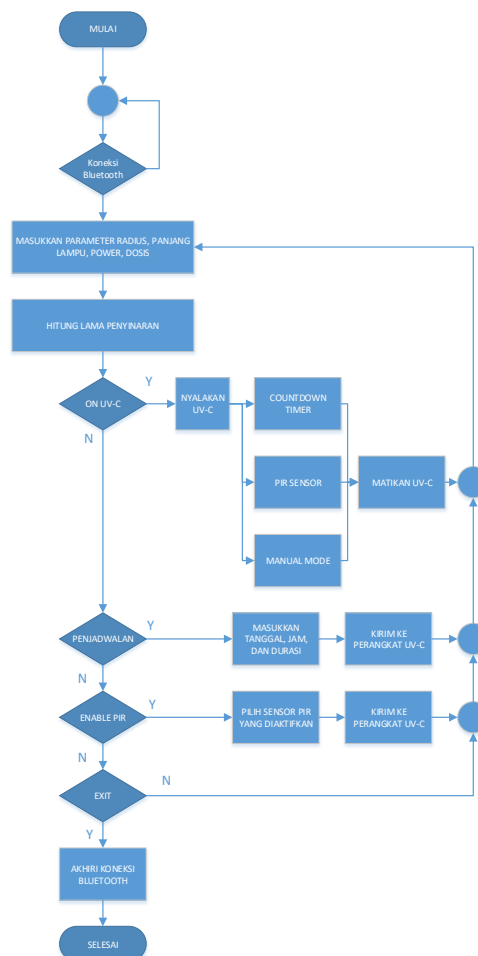 MULAI
Koneksi
Bluetooth
MASUKKAN PARAMETER RADIUS, PANJANG
LAMPU, POWER, DOSIS
HITUNG LAMA PENYINARAN
ON UV-C
Y
NYALAKAN
UV-C
COUNTDOWN
TIMER
N
PIR SENSOR
MATIKAN UV-C
MANUAL MODE
PENJADWALAN
Y
MASUKKAN
TANGGAL, JAM,
DAN DURASI
KIRIM KE
PERANGKAT UV-C
N
ENABLE PIR
Y
PILIH SENSOR PIR
YANG DIAKTIFKAN
KIRIM KE
PERANGKAT UV-C
N
EXIT
N
Y
AKHIRI KONEKSI
BLUETOOTH
SELESAI